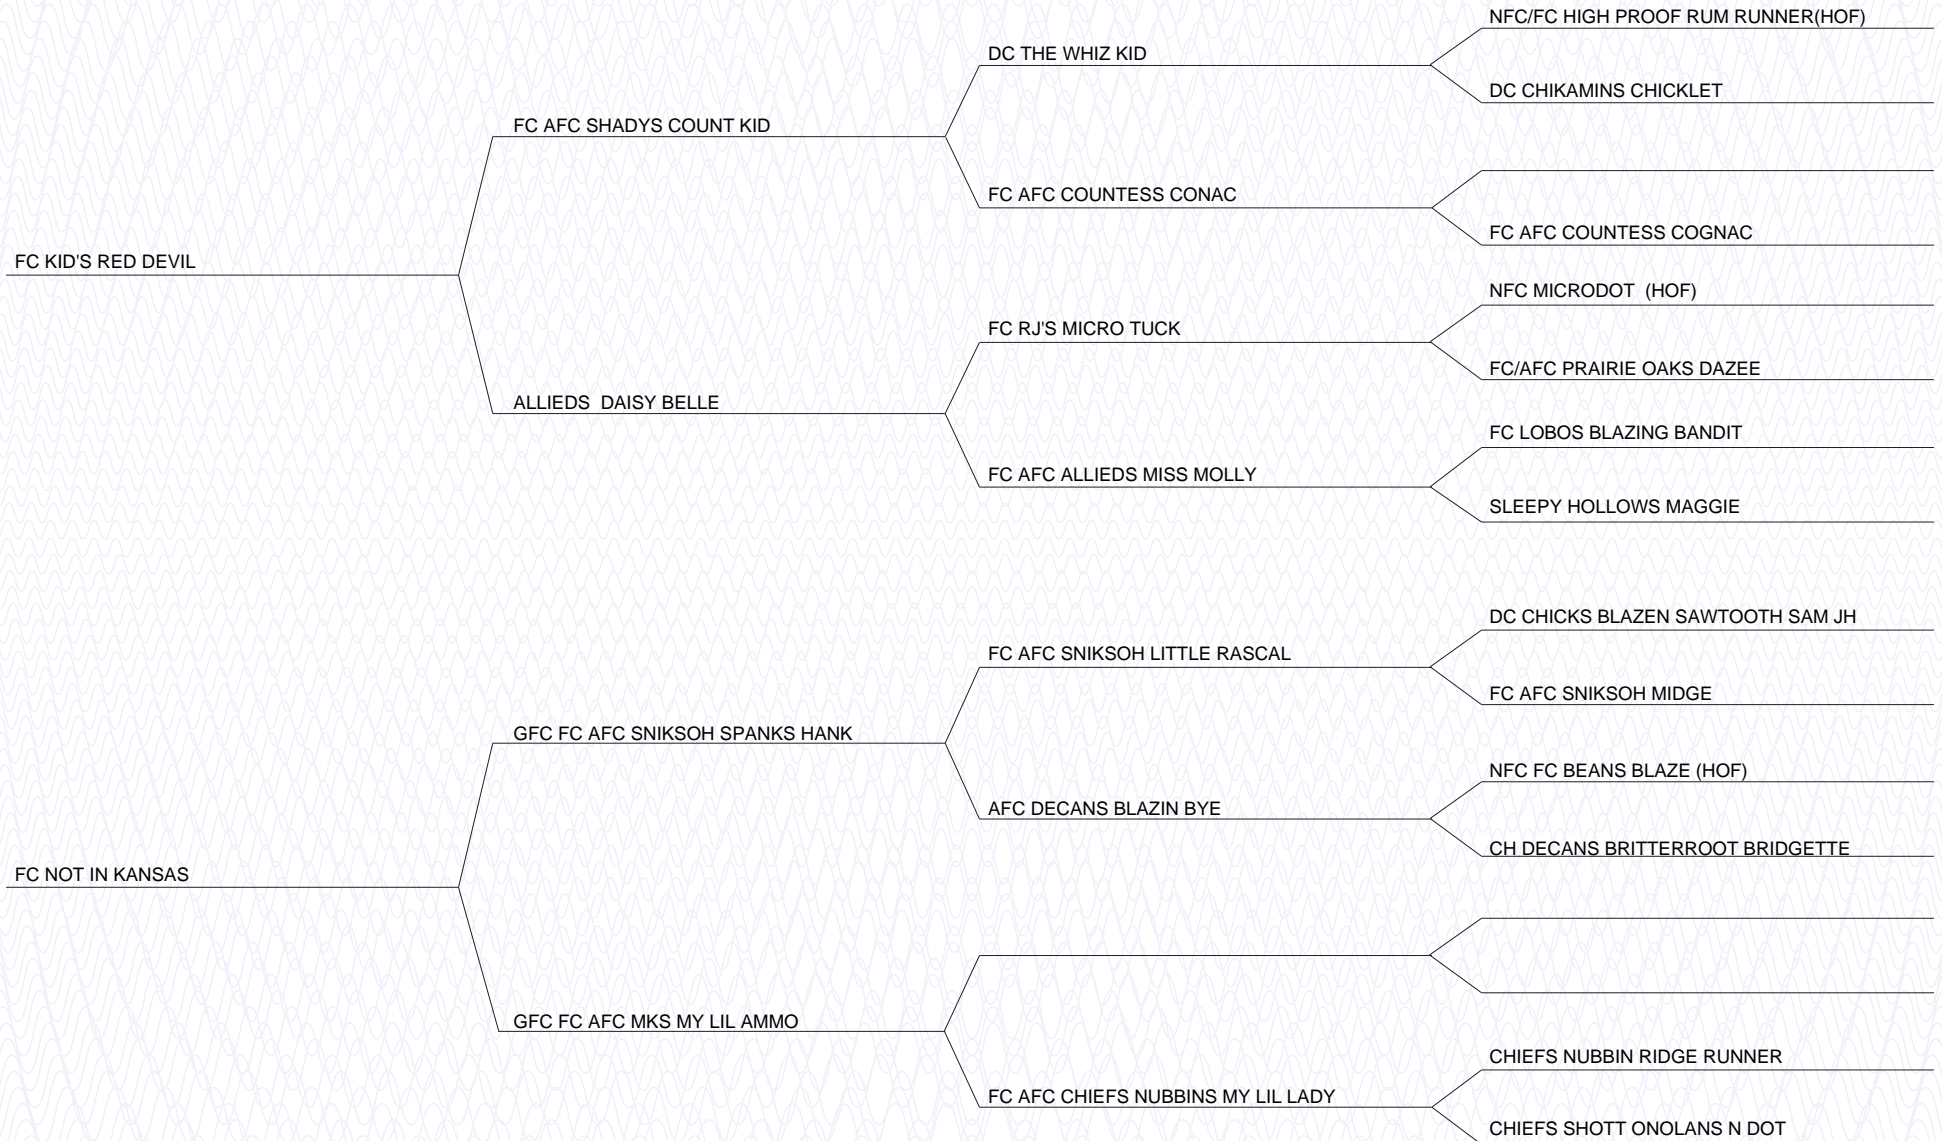 NFC/FC HIGH PROOF RUM RUNNER(HOF)
DC THE WHIZ KID
DC CHIKAMINS CHICKLET
FC AFC SHADYS COUNT KID
FC AFC COUNTESS CONAC
FC AFC COUNTESS COGNAC
FC KID'S RED DEVIL
NFC MICRODOT  (HOF)
FC RJ'S MICRO TUCK
FC/AFC PRAIRIE OAKS DAZEE
ALLIEDS  DAISY BELLE
FC LOBOS BLAZING BANDIT
FC AFC ALLIEDS MISS MOLLY
SLEEPY HOLLOWS MAGGIE
DC CHICKS BLAZEN SAWTOOTH SAM JH
FC AFC SNIKSOH LITTLE RASCAL
FC AFC SNIKSOH MIDGE
GFC FC AFC SNIKSOH SPANKS HANK
NFC FC BEANS BLAZE (HOF)
AFC DECANS BLAZIN BYE
CH DECANS BRITTERROOT BRIDGETTE
FC NOT IN KANSAS
GFC FC AFC MKS MY LIL AMMO
CHIEFS NUBBIN RIDGE RUNNER
FC AFC CHIEFS NUBBINS MY LIL LADY
CHIEFS SHOTT ONOLANS N DOT